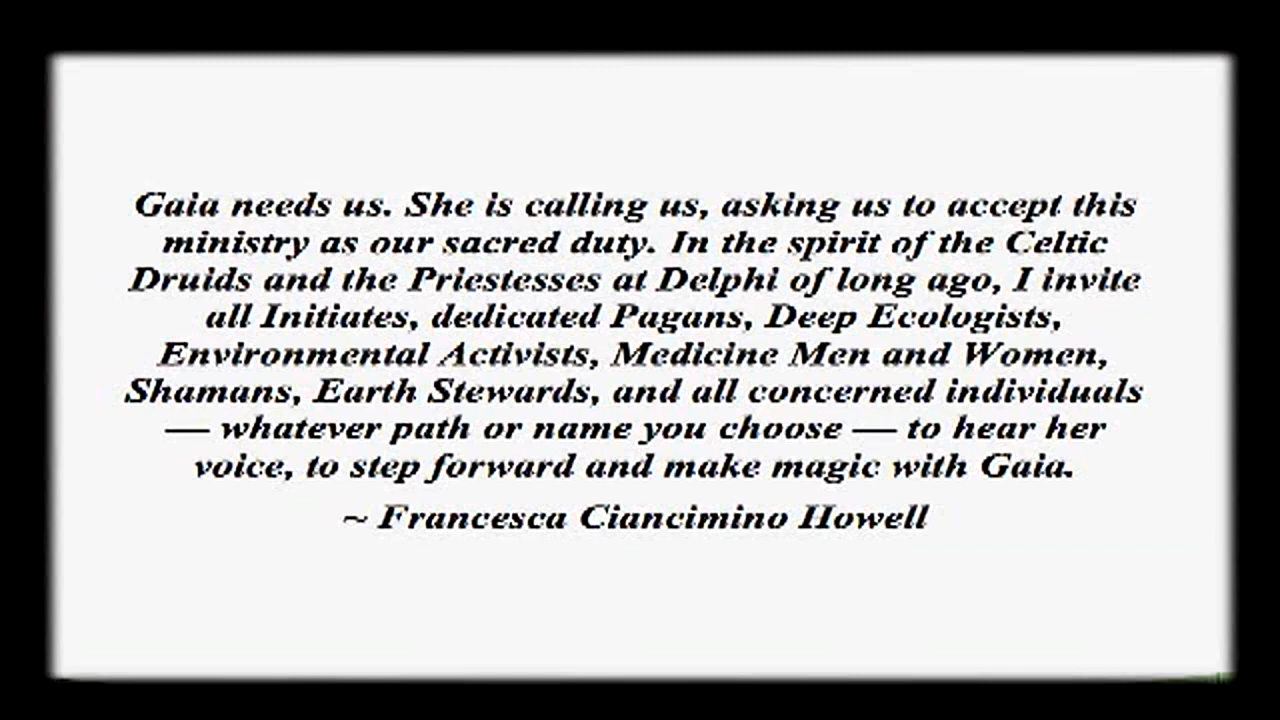 Gaia needs us. She is calling us, asking us to accept this
ministry as our sacred duty. In the spirit of the Celtic
Druids and the Priestesses at Delphi of long ago, I invite
all Initiates, dedicated Pagans, Deep Ecologists,
Environmental Activists, Medicine Men and Women,
Shamans, Earth Stewards, and all concerned individuals
— whatever path or name you choose — to hear her
voice, to step forward and make magic with Gaia.
~ Francesca Ciancimino Howell